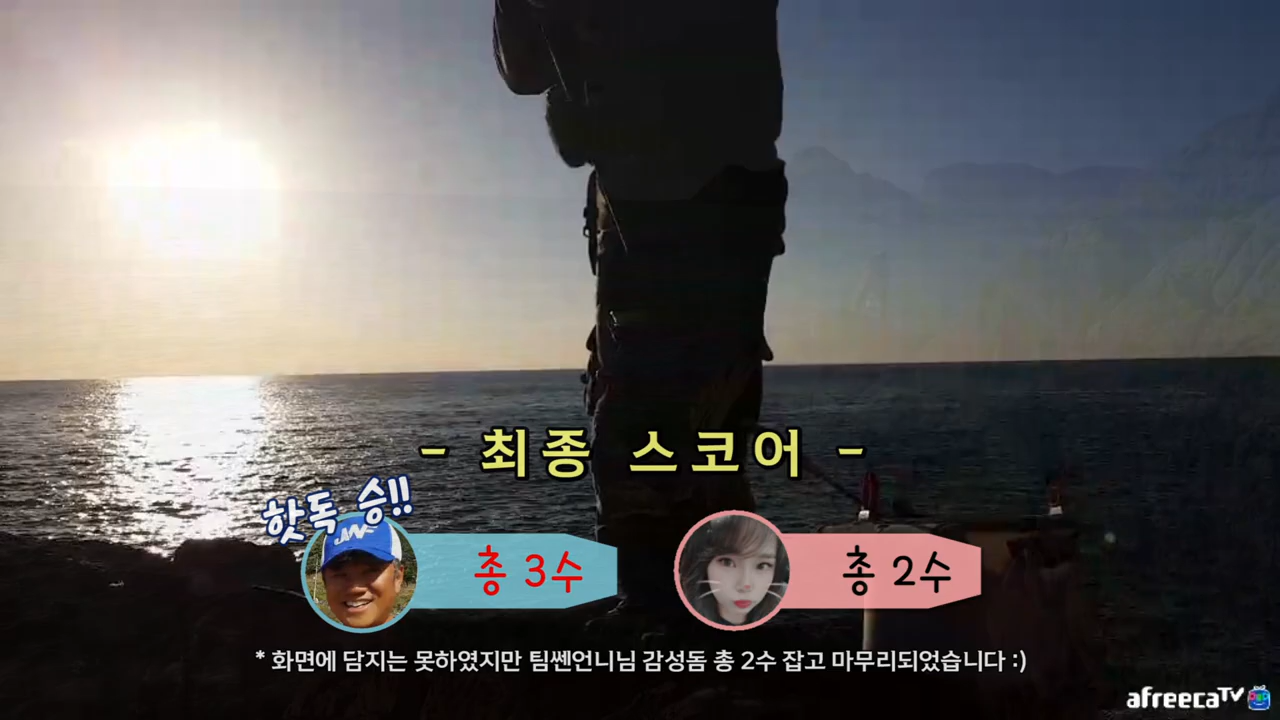 - 최종 스코어 -
핫독 승!!
JWF
총 3수
총 2수
* 화면에 담지는 못하였지만 팀쎈언니님 감성돔 총 2수 잡고 마무리되었습니다 :)
afreecaTV